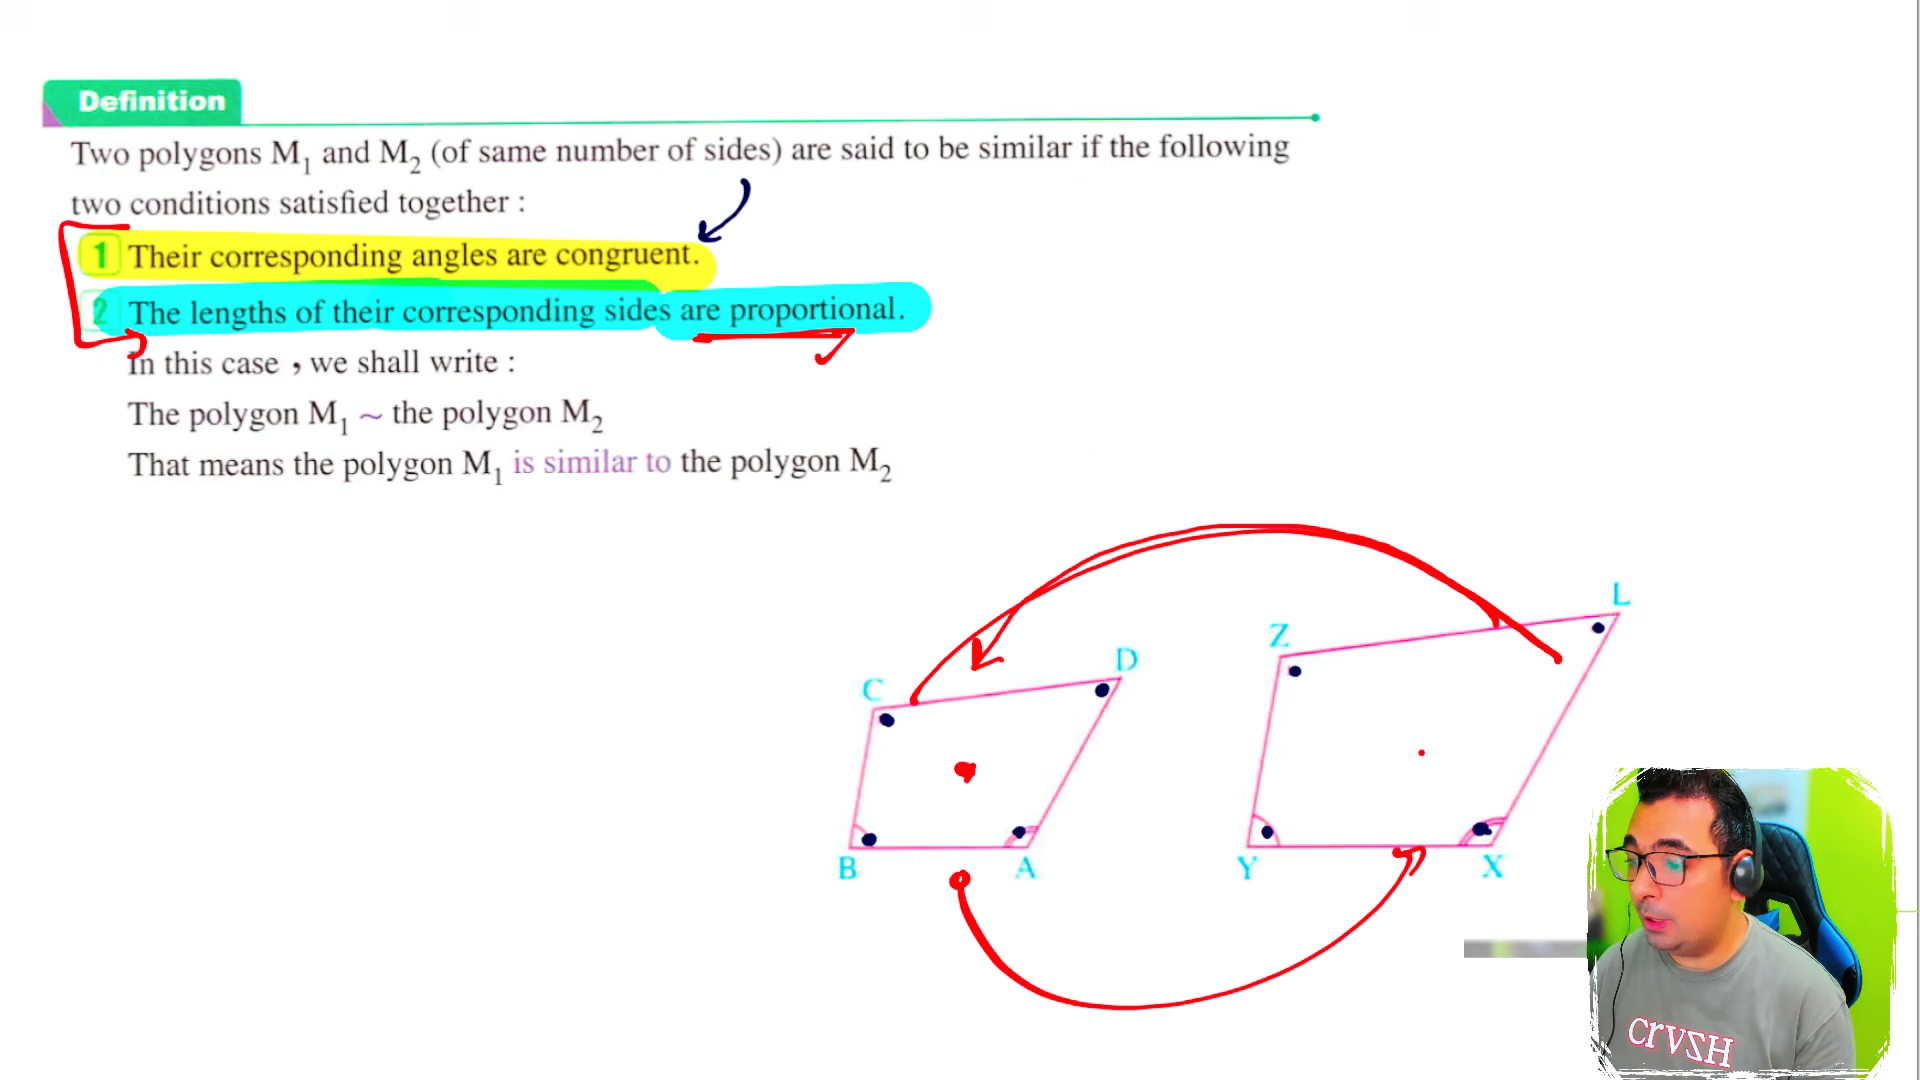 Definition
Two polygons M₁ and M₂ (of same number of sides) are said to be similar if the following
two conditions satisfied together :
1 Their corresponding angles are congruent.
2 The lengths of their corresponding sides are proportional.
In this case , we shall write :
The polygon M₁ ~ the polygon M₂
That means the polygon M₁ is similar to the polygon M₂
L
Z
D
C
B
A
Y
X
CRVSH